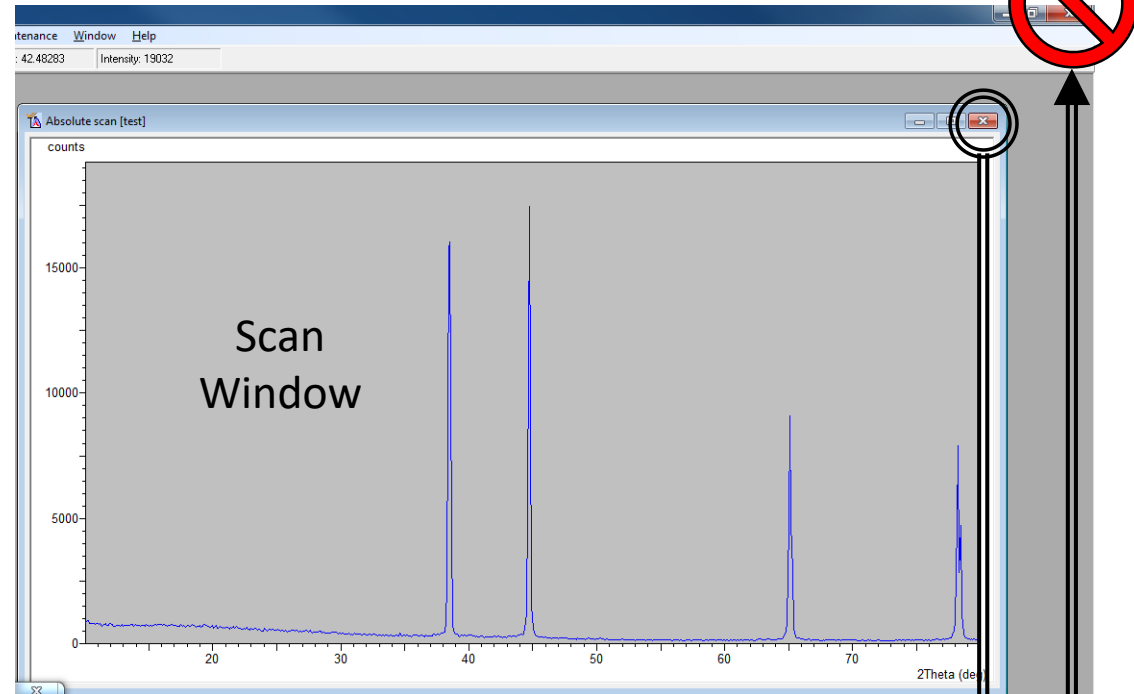 tenance Window Help
: 42.48283 Intensity: 19032
Absolute scan [test]
counts
15000
10000
5000
0
Scan
Window
20 30 40 50 60 70
2Theta (deg)